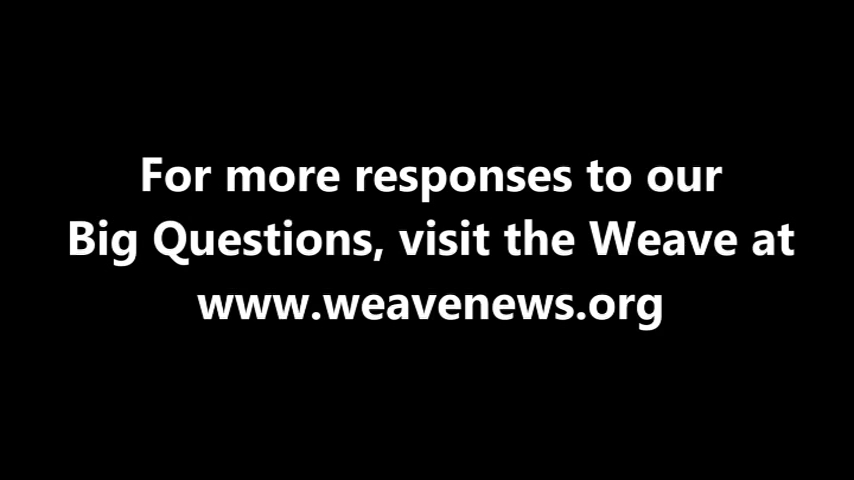 For more responses to our
Big Questions, visit the Weave at
www.weavenews.org